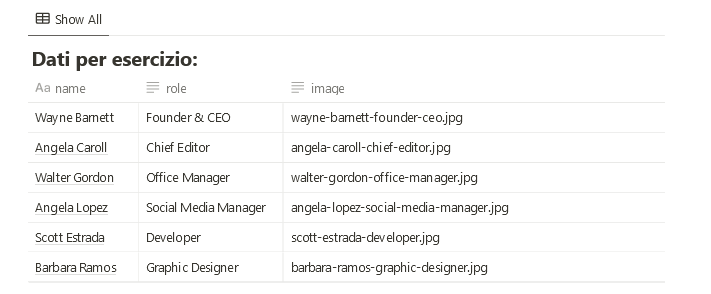 Show All
Dati per esercizio:
Aa name role image
Wayne Barnett Founder & CEO wayne-barnett-founder-ceo.jpg
Angela Caroll Chief Editor angela-caroll-chief-editor.jpg
Walter Gordon Office Manager walter-gordon-office-manager.jpg
Angela Lopez Social Media Manager angela-lopez-social-media-manager.jpg
Scott Estrada Developer scott-estrada-developer.jpg
Barbara Ramos Graphic Designer barbara-ramos-graphic-designer.jpg